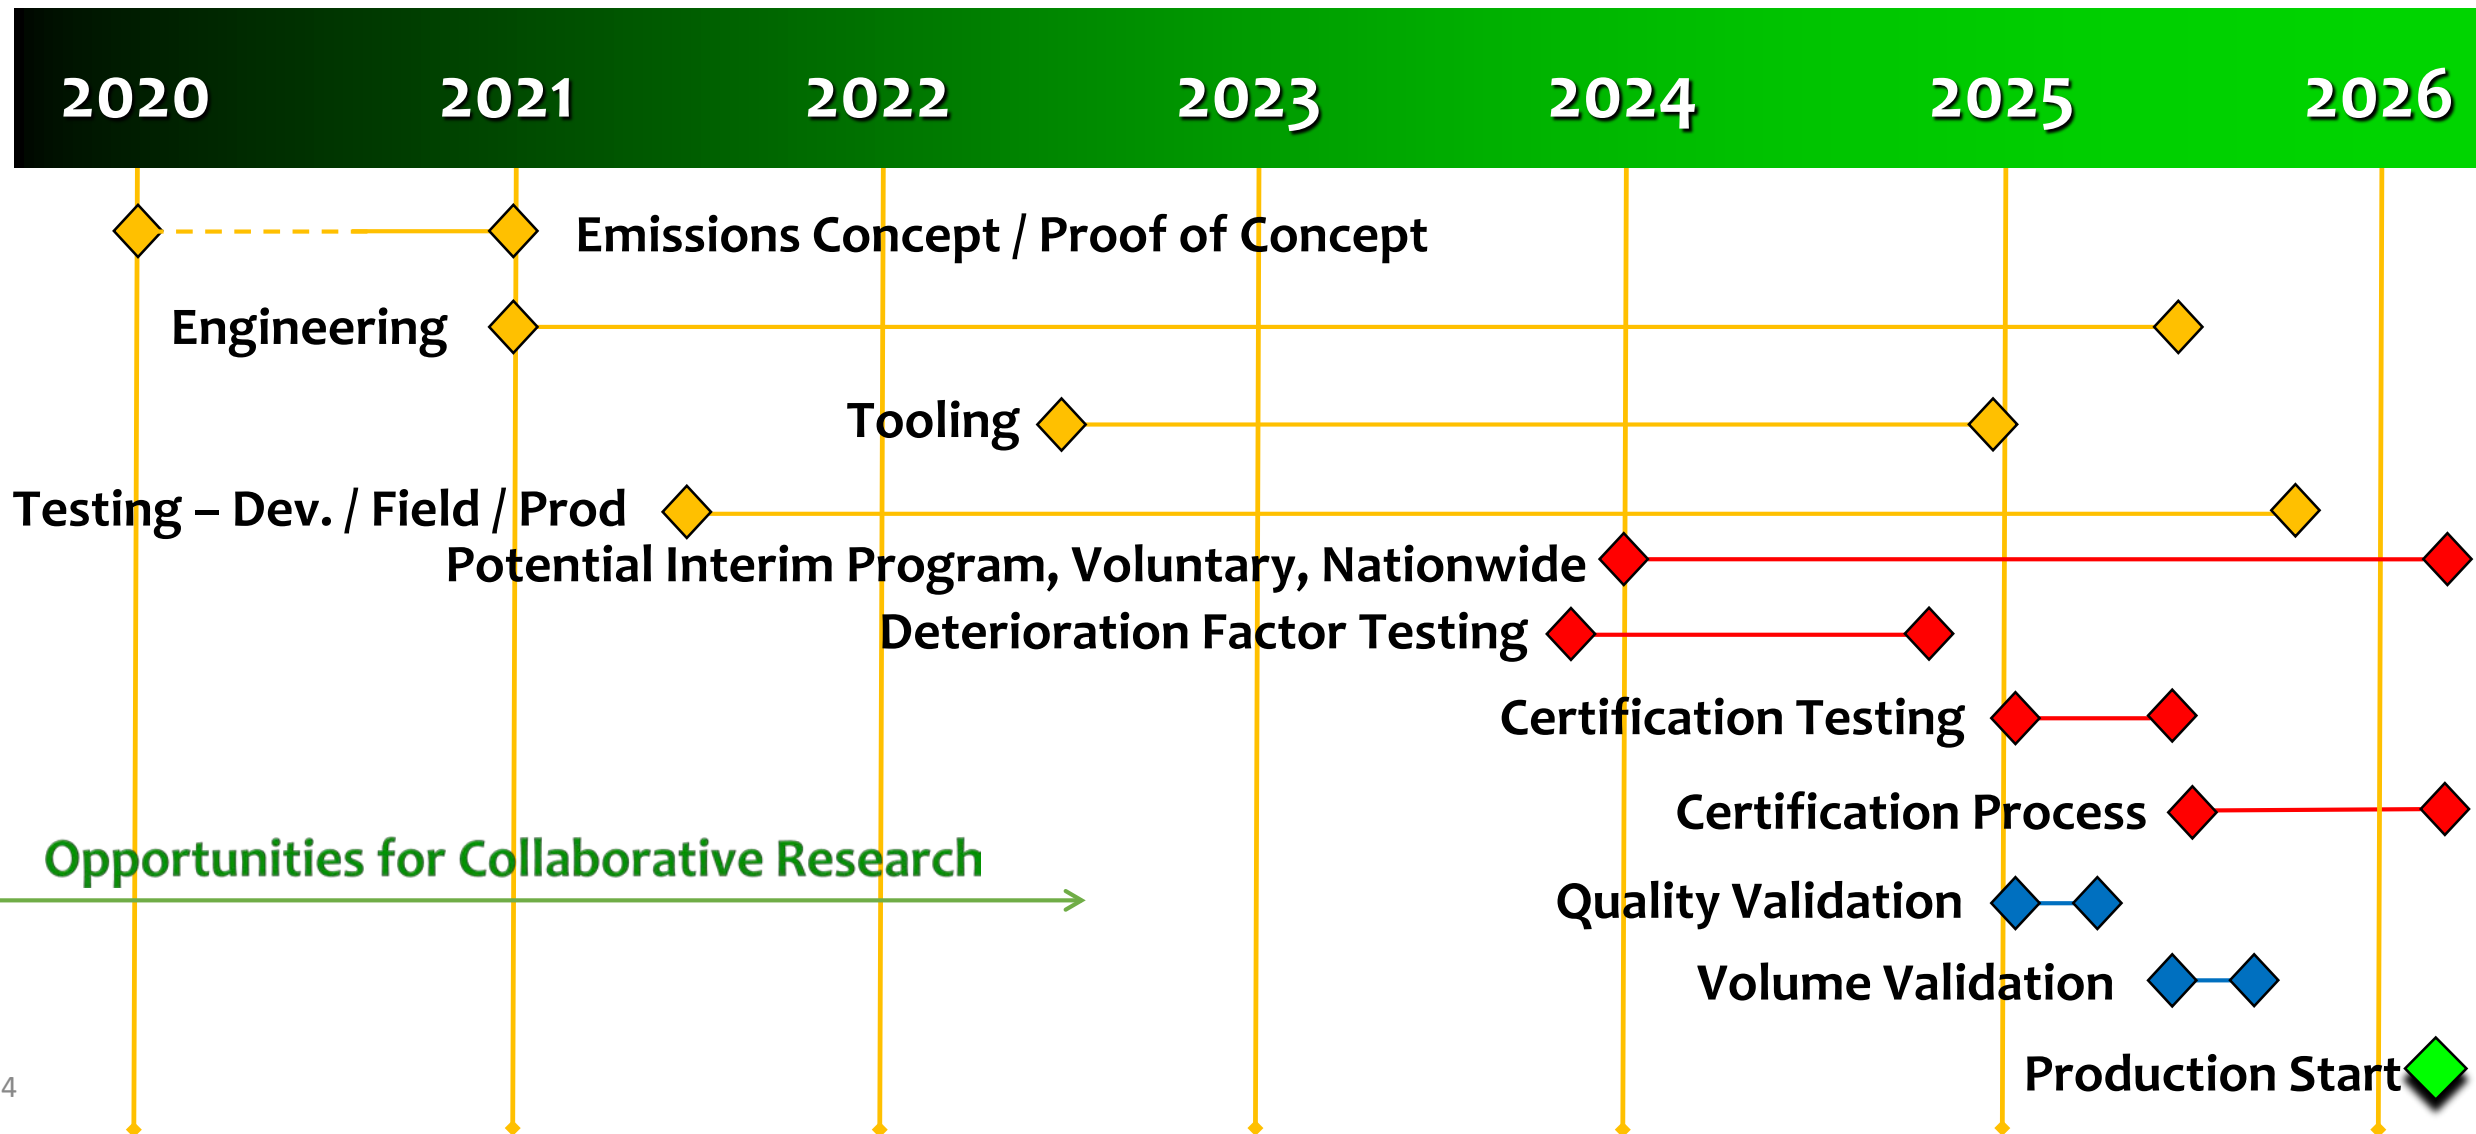 2020 2021 2022 2023 2024 2025 2026
Emissions Concept / Proof of Concept
Engineering
Tooling
Testing – Dev. / Field / Prod
Potential Interim Program, Voluntary, Nationwide
Deterioration Factor Testing
Certification Testing
Certification Process
Opportunities for Collaborative Research
Quality Validation
Volume Validation
Production Start
4